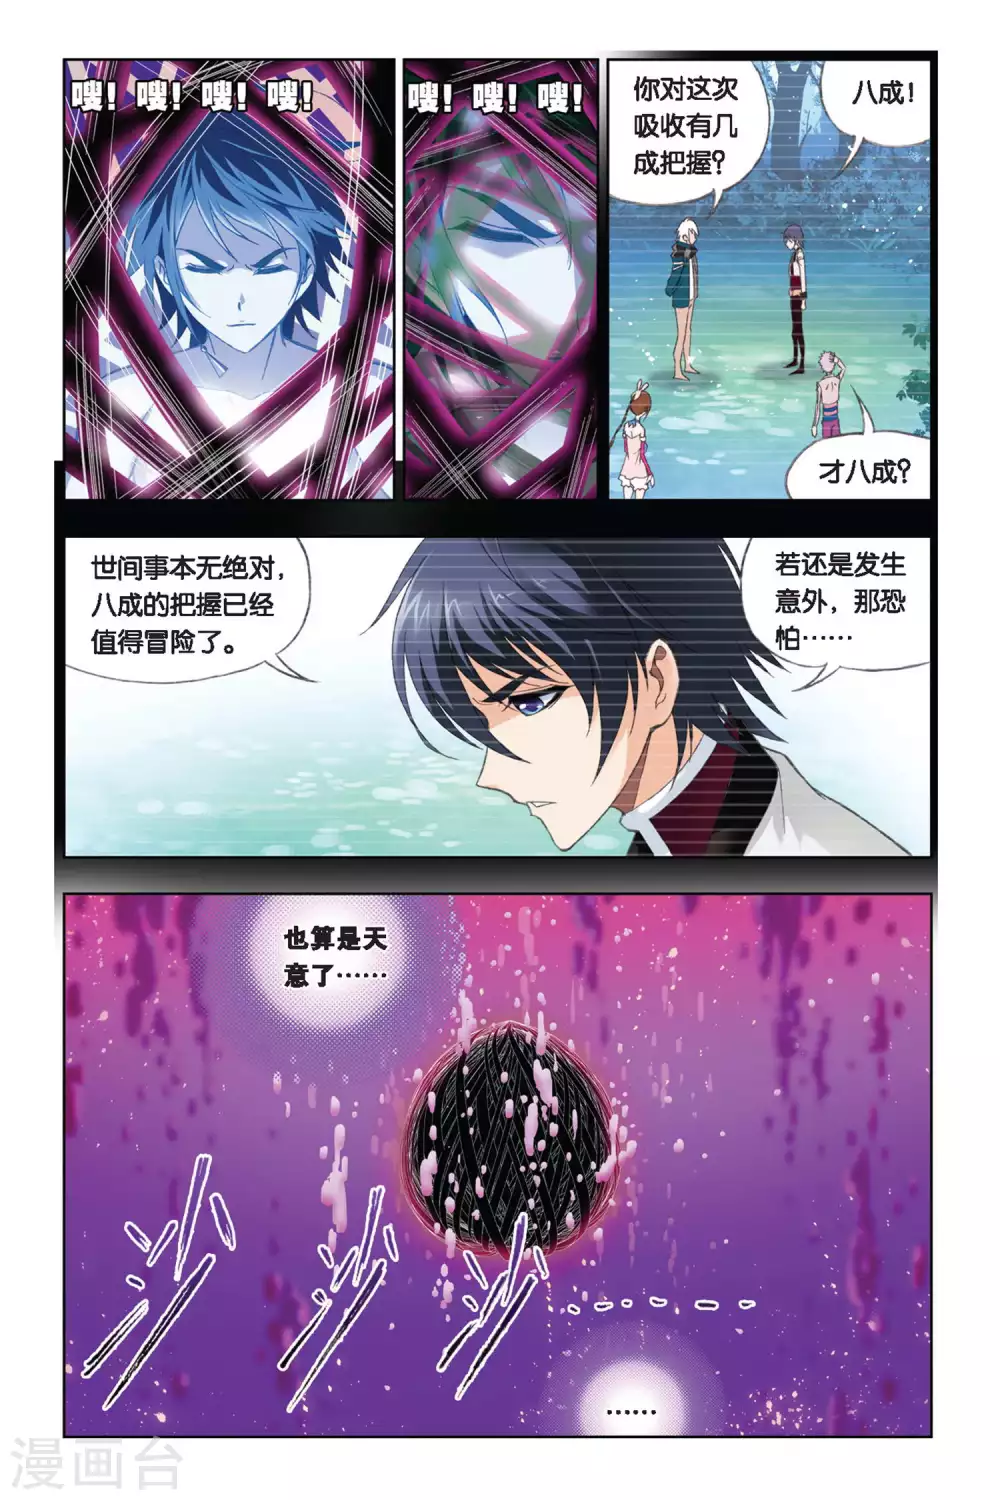 嗖！嗖！嗖！嗖！
嗖！嗖！嗖！
你对这次
吸收有几
成把握？
八成！
才八成？
世间事本无绝对，
八成的把握已经
值得冒险了。
若还是发生
意外，那恐
怕……
也算是天
意了……
沙沙沙-----
……
漫画台